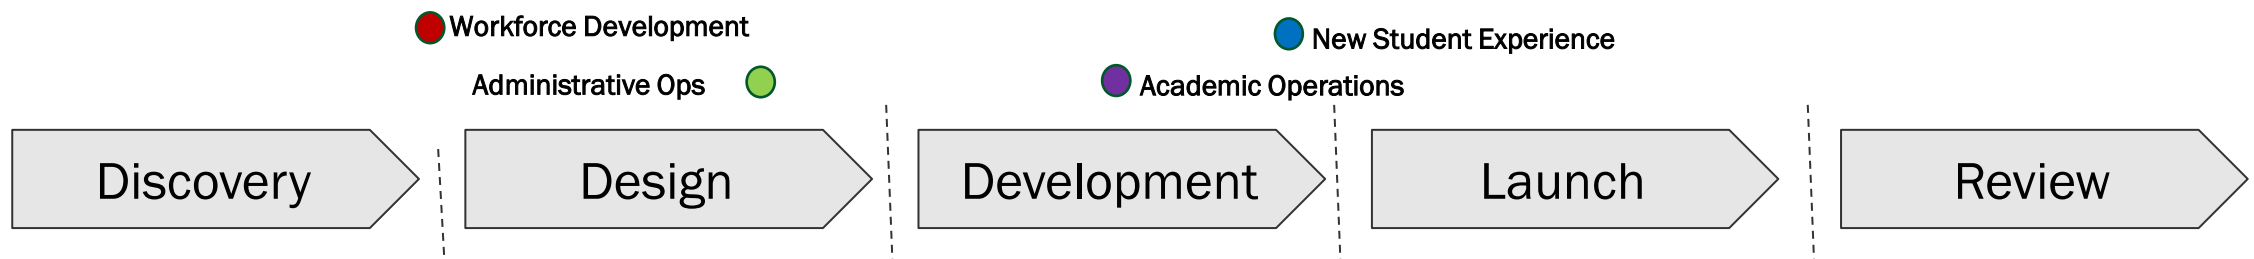 Workforce Development
New Student Experience
Administrative Ops
Academic Operations
Discovery
Design
Development
Launch
Review